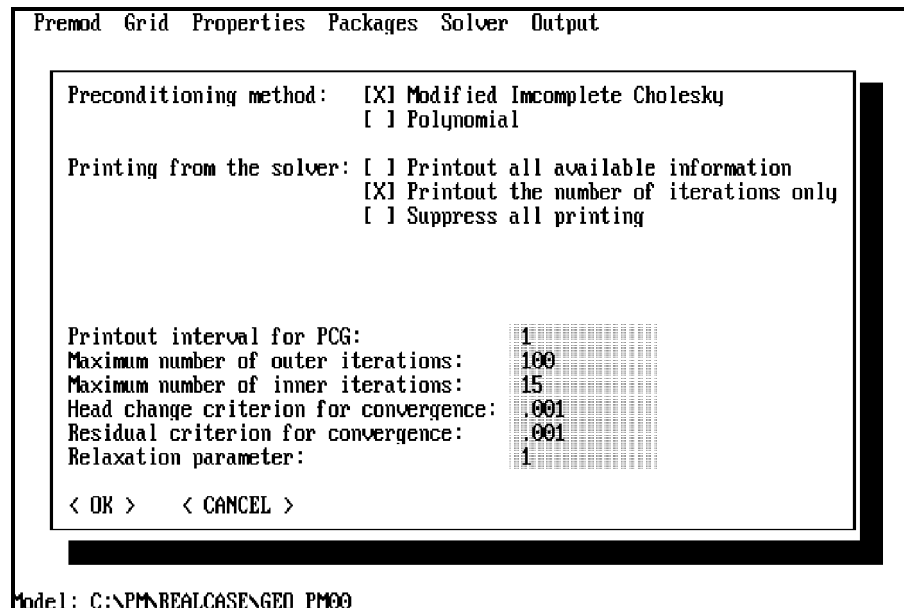 Premod Grid Properties Packages Solver Output
Preconditioning method: [X] Modified Imcomplete Cholesky
[ ] Polynomial
Printing from the solver: [ ] Printout all available information
[X] Printout the number of iterations only
[ ] Suppress all printing
Printout interval for PCG: 1
Maximum number of outer iterations: 100
Maximum number of inner iterations: 15
Head change criterion for convergence: .001
Residual criterion for convergence: .001
Relaxation parameter: 1
< OK > < CANCEL >
Model: C:\PM\REALCASE\GEO_PM00